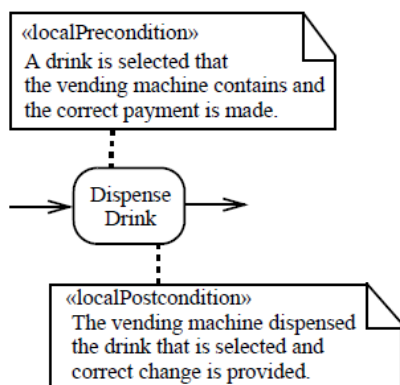 «localPrecondition»
A drink is selected that
the vending machine contains and
the correct payment is made.
Dispense
Drink
«localPostcondition»
The vending machine dispensed
the drink that is selected and
correct change is provided.